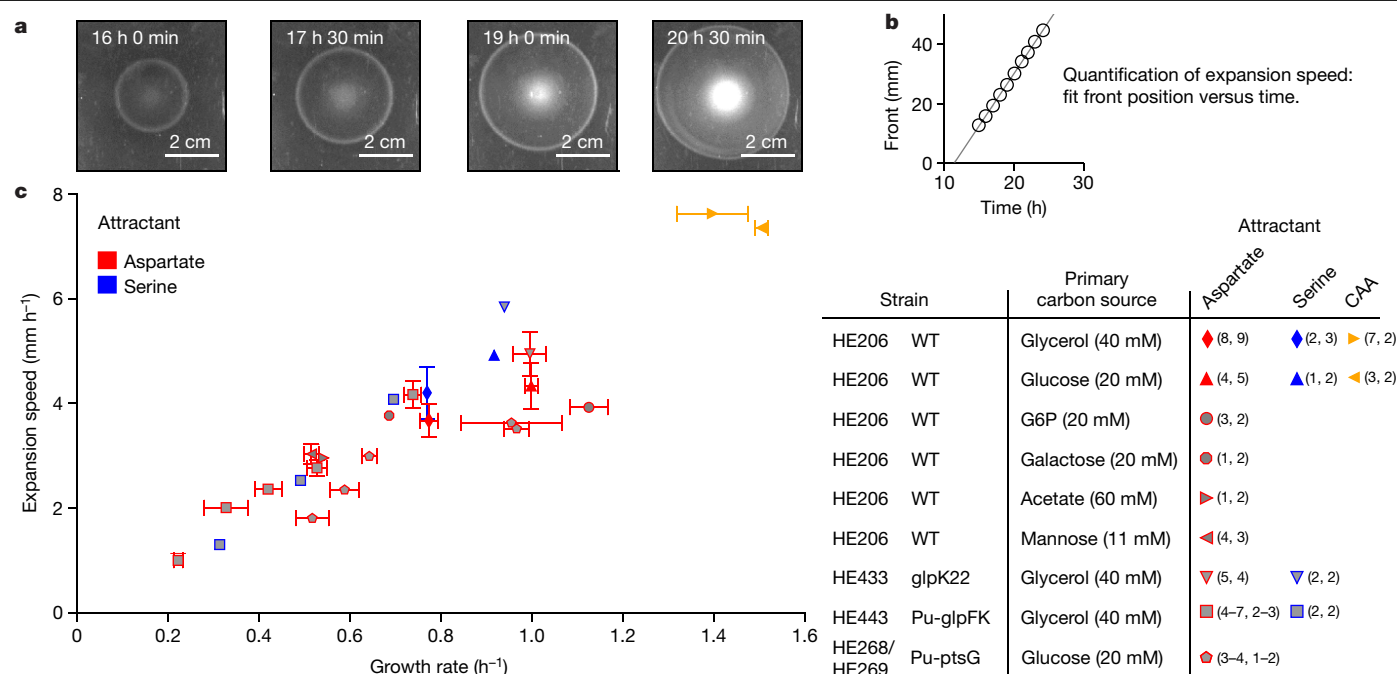 a
16 h 0 min
2 cm
17 h 30 min
2 cm
19 h 0 min
2 cm
20 h 30 min
2 cm
b
Front (mm)
40
20
0
10 20 30
Time (h)
Quantification of expansion speed:
fit front position versus time.
c
Expansion speed (mm h–1)
8
6
4
2
0
0 0.2 0.4 0.6 0.8 1.0 1.2 1.4 1.6
Growth rate (h–1)
Attractant
Aspartate
Serine
Attractant
Strain Primary carbon source Aspartate Serine CAA
HE206 WT Glycerol (40 mM) (8, 9) (2, 3) (7, 2)
HE206 WT Glucose (20 mM) (4, 5) (1, 2) (3, 2)
HE206 WT G6P (20 mM) (3, 2)
HE206 WT Galactose (20 mM) (1, 2)
HE206 WT Acetate (60 mM) (1, 2)
HE206 WT Mannose (11 mM) (4, 3)
HE433 glpK22 Glycerol (40 mM) (5, 4) (2, 2)
HE443 Pu-glpFK Glycerol (40 mM) (4–7, 2–3) (2, 2)
HE268/
HE269 Pu-ptsG Glucose (20 mM) (3–4, 1–2)